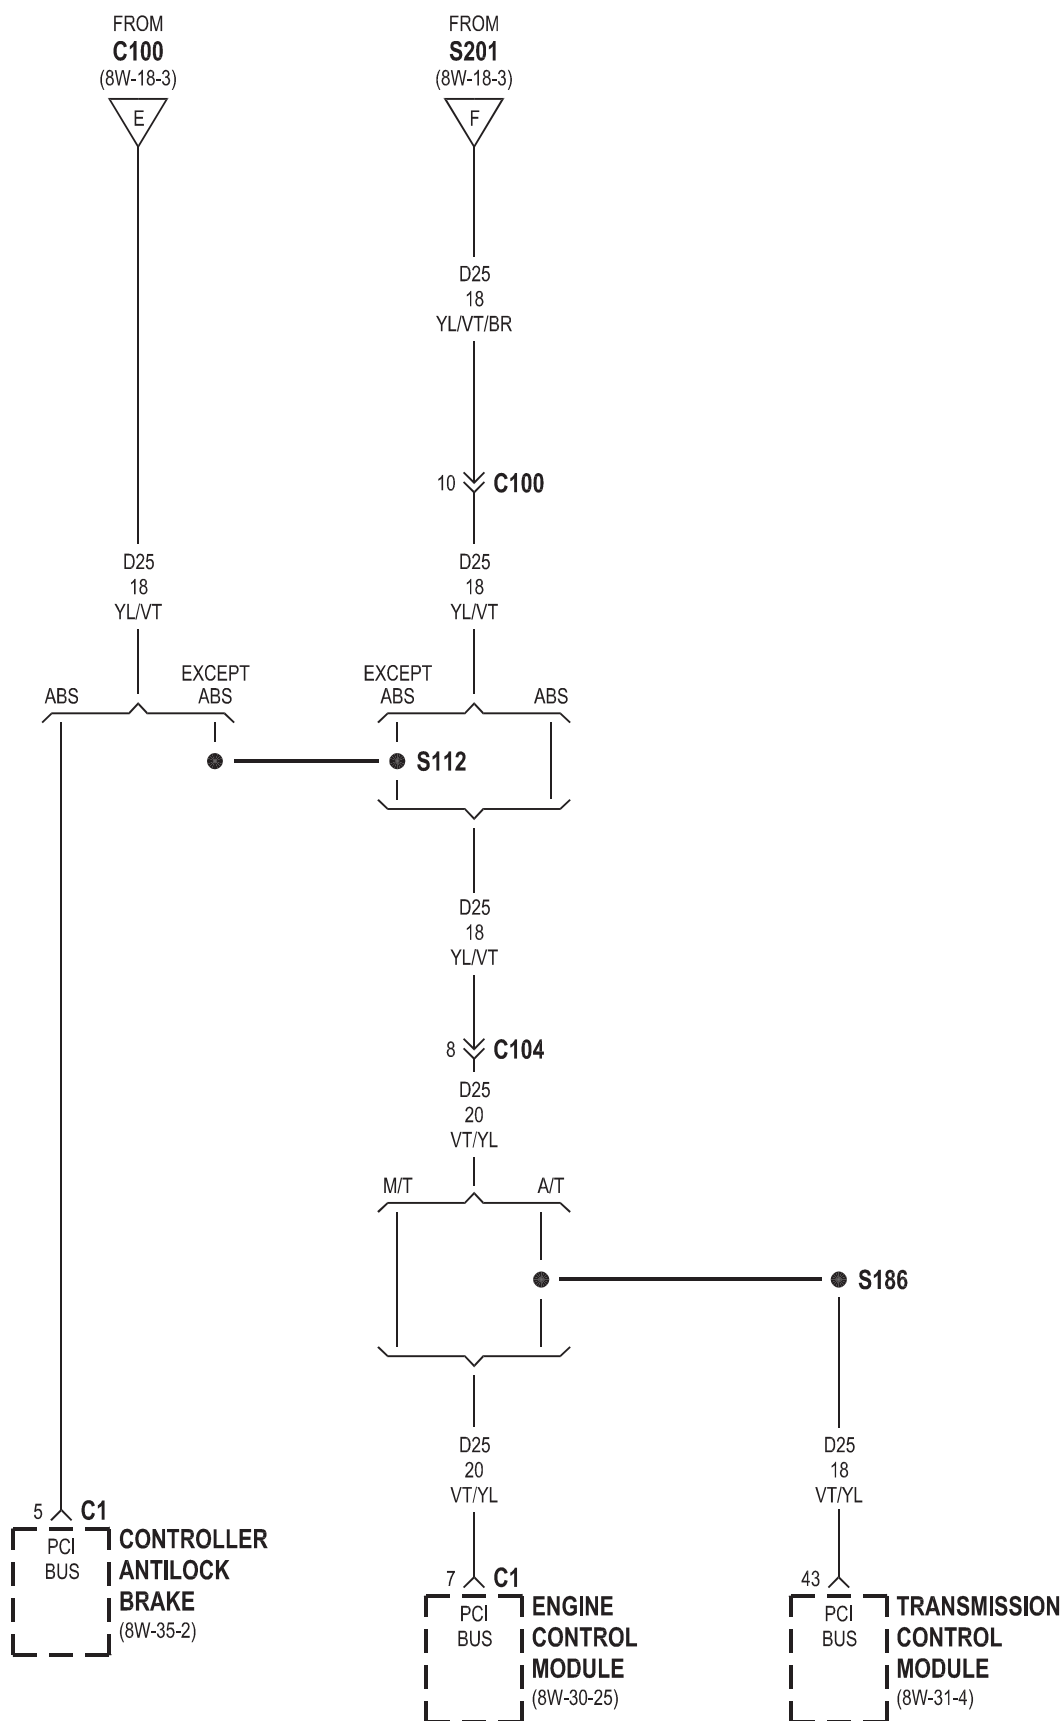 FROM
C100
(8W-18-3)
E
FROM
S201
(8W-18-3)
F
D25
18
YL/VT/BR
10
C100
D25
18
YL/VT
D25
18
YL/VT
ABS
EXCEPT
ABS
EXCEPT
ABS
ABS
S112
D25
18
YL/VT
8
C104
D25
20
VT/YL
M/T
A/T
S186
D25
20
VT/YL
D25
18
VT/YL
5
C1
PCI
BUS
CONTROLLER
ANTILOCK
BRAKE
(8W-35-2)
7
C1
PCI
BUS
ENGINE
CONTROL
MODULE
(8W-30-25)
43
PCI
BUS
TRANSMISSION
CONTROL
MODULE
(8W-31-4)